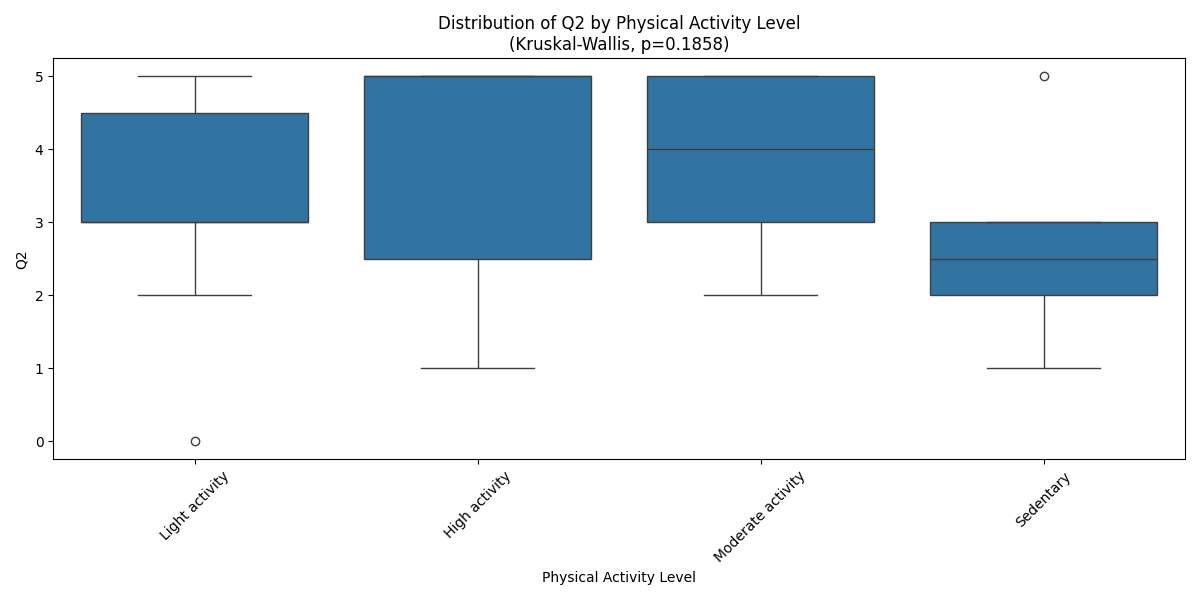 Distribution of Q2 by Physical Activity Level
(Kruskal-Wallis, p=0.1858)
Q2
5
4
3
2
1
0
Light activity
High activity
Moderate activity
Sedentary
Physical Activity Level